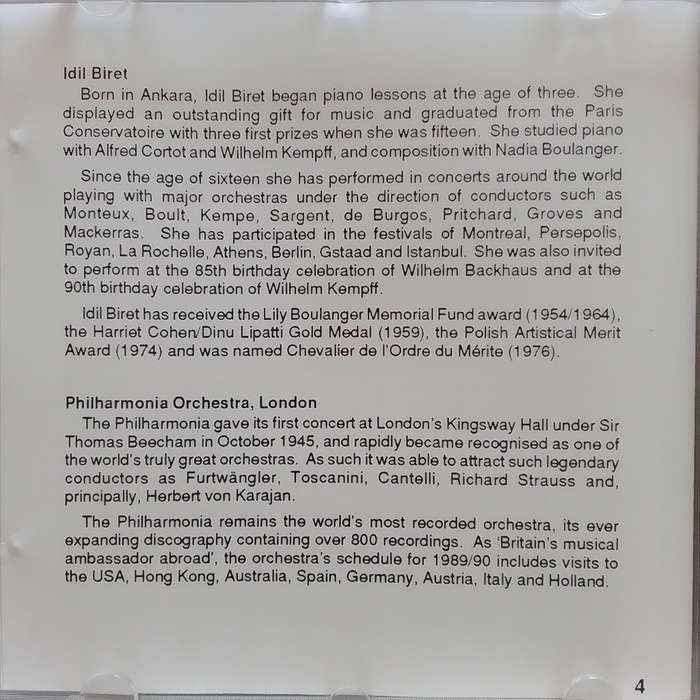 Idil Biret
Born in Ankara, Idil Biret began piano lessons at the age of three. She
displayed an outstanding gift for music and graduated from the Paris
Conservatoire with three first prizes when she was fifteen. She studied piano
with Alfred Cortot and Wilhelm Kempff, and composition with Nadia Boulanger.
Since the age of sixteen she has performed in concerts around the world
playing with major orchestras under the direction of conductors such as
Monteux, Boult, Kempe, Sargent, de Burgos, Pritchard, Groves and
Mackerras. She has participated in the festivals of Montreal, Persepolis,
Royan, La Rochelle, Athens, Berlin, Gstaad and Istanbul. She was also invited
to perform at the 85th birthday celebration of Wilhelm Backhaus and at the
90th birthday celebration of Wilhelm Kempff.
Idil Biret has received the Lily Boulanger Memorial Fund award (1954/1964),
the Harriet Cohen/Dinu Lipatti Gold Medal (1959), the Polish Artistical Merit
Award (1974) and was named Chevalier de l'Ordre du Mérite (1976).
Philharmonia Orchestra, London
The Philharmonia gave its first concert at London's Kingsway Hall under Sir
Thomas Beecham in October 1945, and rapidly became recognised as one of
the world's truly great orchestras. As such it was able to attract such legendary
conductors as Furtwängler, Toscanini, Cantelli, Richard Strauss and,
principally, Herbert von Karajan.
The Philharmonia remains the world's most recorded orchestra, its ever
expanding discography containing over 800 recordings. As 'Britain's musical
ambassador abroad', the orchestra's schedule for 1989/90 includes visits to
the USA, Hong Kong, Australia, Spain, Germany, Austria, Italy and Holland.
4